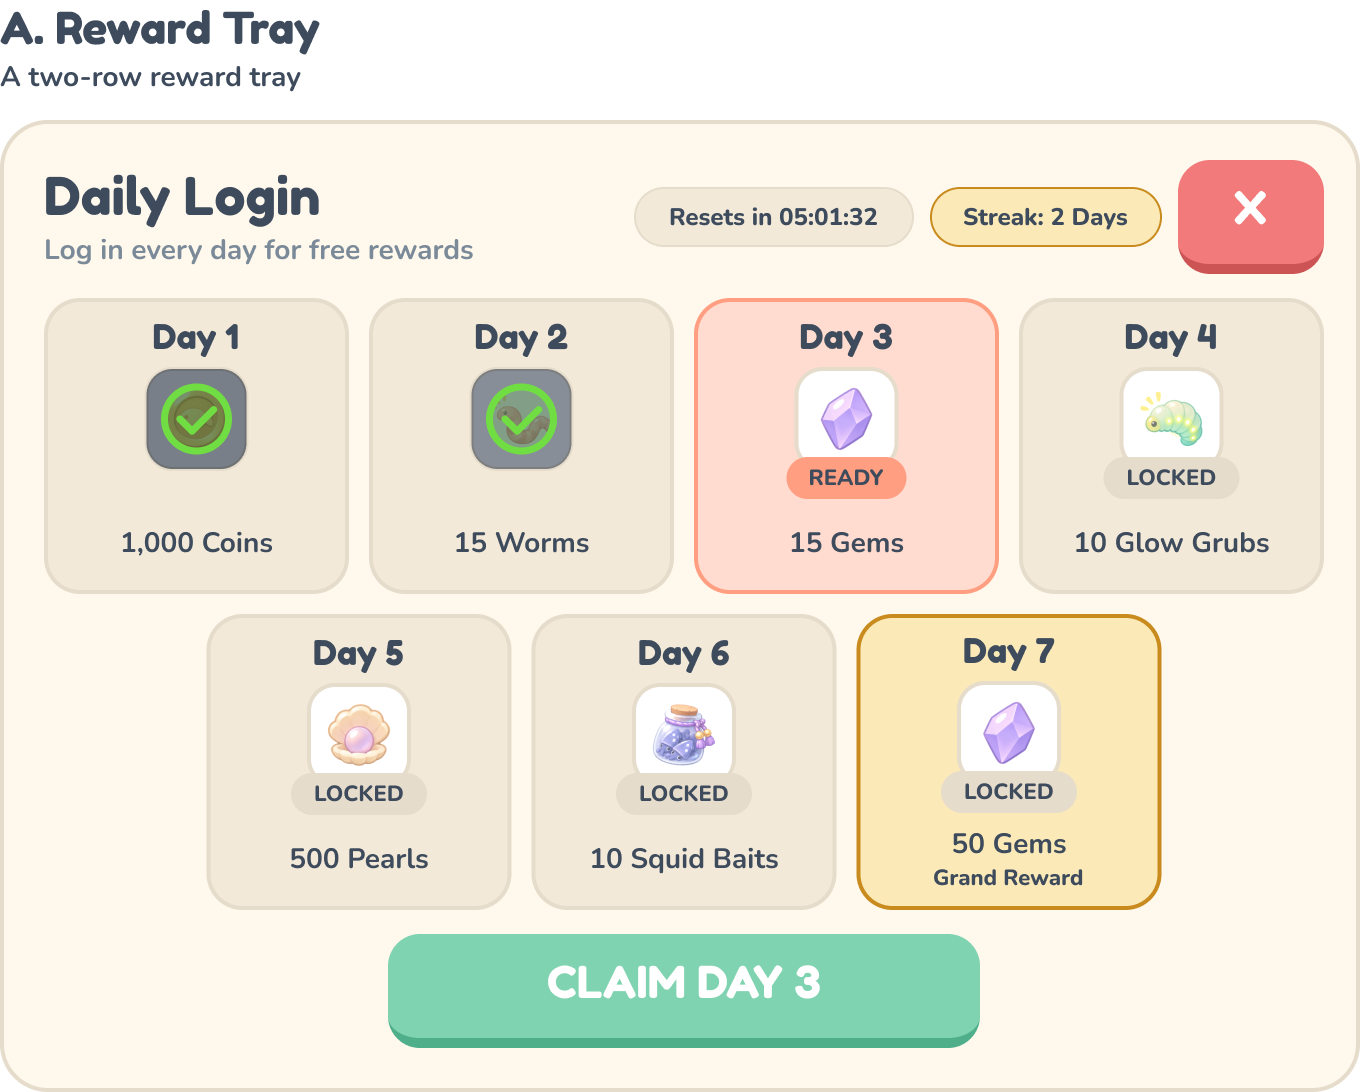 A. Reward Tray
A two-row reward tray
Daily Login
Log in every day for free rewards
Resets in 05:01:32
Streak: 2 Days
Day 1
1,000 Coins
Day 2
15 Worms
Day 3
READY
15 Gems
Day 4
LOCKED
10 Glow Grubs
Day 5
LOCKED
500 Pearls
Day 6
LOCKED
10 Squid Baits
Day 7
LOCKED
50 Gems
Grand Reward
CLAIM DAY 3